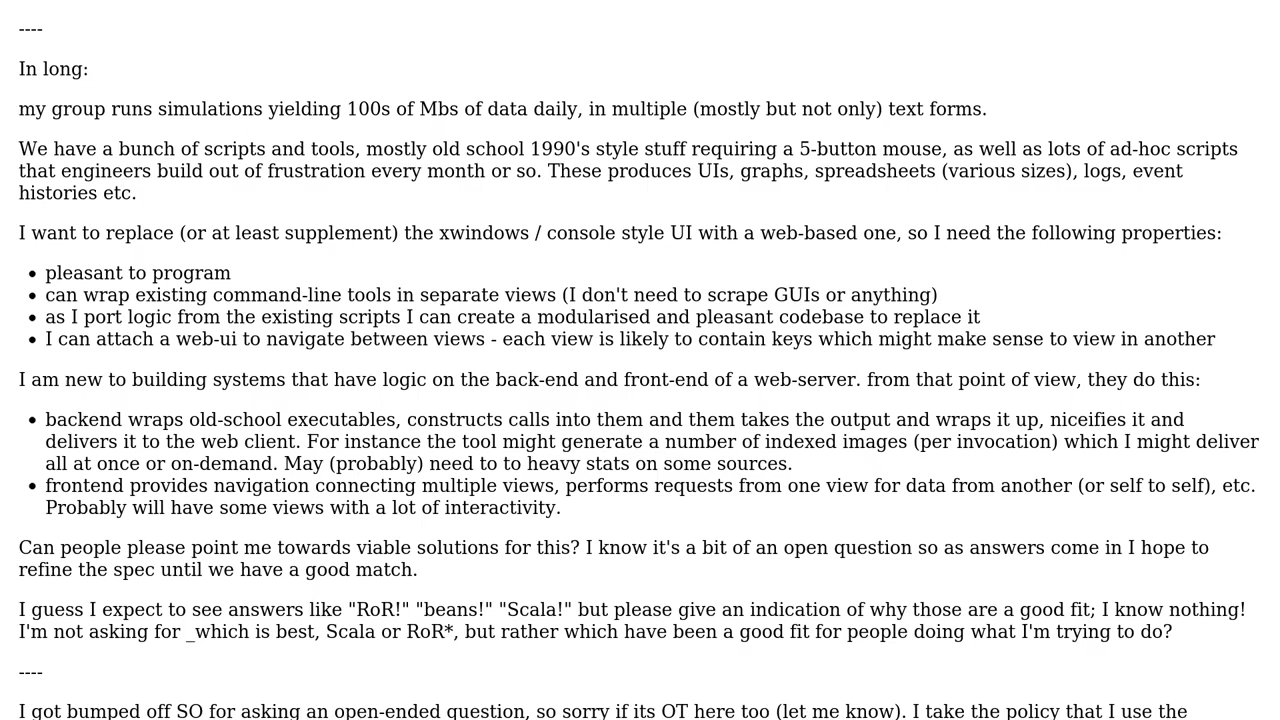 ----
In long:
my group runs simulations yielding 100s of Mbs of data daily, in multiple (mostly but not only) text forms.
We have a bunch of scripts and tools, mostly old school 1990's style stuff requiring a 5-button mouse, as well as lots of ad-hoc scripts
that engineers build out of frustration every month or so. These produces UIs, graphs, spreadsheets (various sizes), logs, event
histories etc.
I want to replace (or at least supplement) the xwindows / console style UI with a web-based one, so I need the following properties:
• pleasant to program
• can wrap existing command-line tools in separate views (I don't need to scrape GUIs or anything)
• as I port logic from the existing scripts I can create a modularised and pleasant codebase to replace it
• I can attach a web-ui to navigate between views - each view is likely to contain keys which might make sense to view in another
I am new to building systems that have logic on the back-end and front-end of a web-server. from that point of view, they do this:
• backend wraps old-school executables, constructs calls into them and them takes the output and wraps it up, niceifies it and
delivers it to the web client. For instance the tool might generate a number of indexed images (per invocation) which I might deliver
all at once or on-demand. May (probably) need to to heavy stats on some sources.
• frontend provides navigation connecting multiple views, performs requests from one view for data from another (or self to self), etc.
Probably will have some views with a lot of interactivity.
Can people please point me towards viable solutions for this? I know it's a bit of an open question so as answers come in I hope to
refine the spec until we have a good match.
I guess I expect to see answers like "RoR!" "beans!" "Scala!" but please give an indication of why those are a good fit; I know nothing!
I'm not asking for _which is best, Scala or RoR*, but rather which have been a good fit for people doing what I'm trying to do?
----
I got bumped off SO for asking an open-ended question, so sorry if its OT here too (let me know). I take the policy that I use the